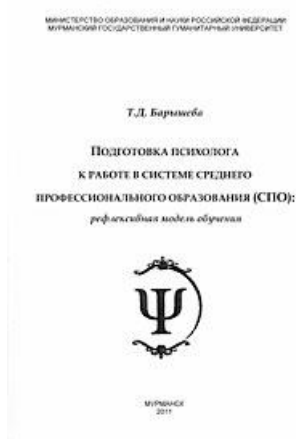 МИНИСТЕРСТВО ОБРАЗОВАНИЯ И НАУКИ РОССИЙСКОЙ ФЕДЕРАЦИИ
МУРМАНСКИЙ ГОСУДАРСТВЕННЫЙ ГУМАНИТАРНЫЙ УНИВЕРСИТЕТ
Т.Д. Барышева
ПОДГОТОВКА ПСИХОЛОГА
К РАБОТЕ В СИСТЕМЕ СРЕДНЕГО
ПРОФЕССИОНАЛЬНОГО ОБРАЗОВАНИЯ (СПО):
рефлексивная модель обучения
Ψ
МУРМАНСК
2011